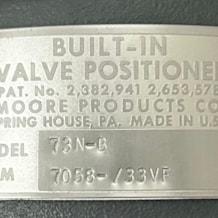 BUILT-IN
VALVE POSITIONE
PAT. No. 2,382,941 2,653,578
MOORE PRODUCTS CO
PRING HOUSE, PA. MADE IN U.S
DEL 73N-B
M 7058-/33VF